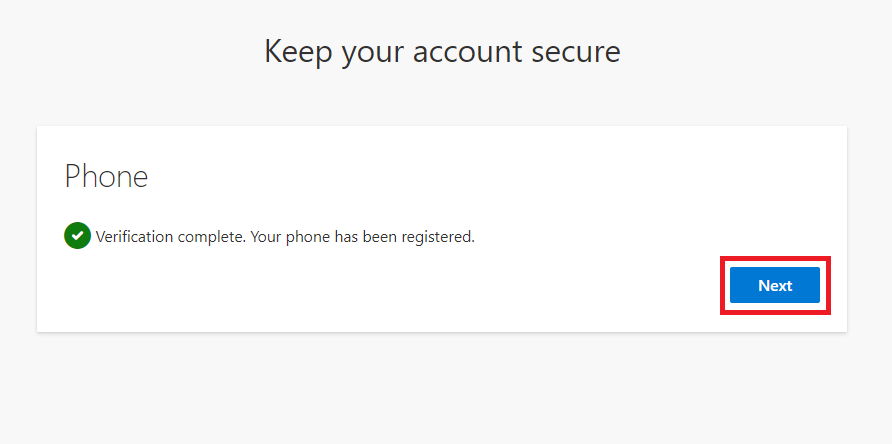 Keep your account secure
Phone
Verification complete. Your phone has been registered.
Next